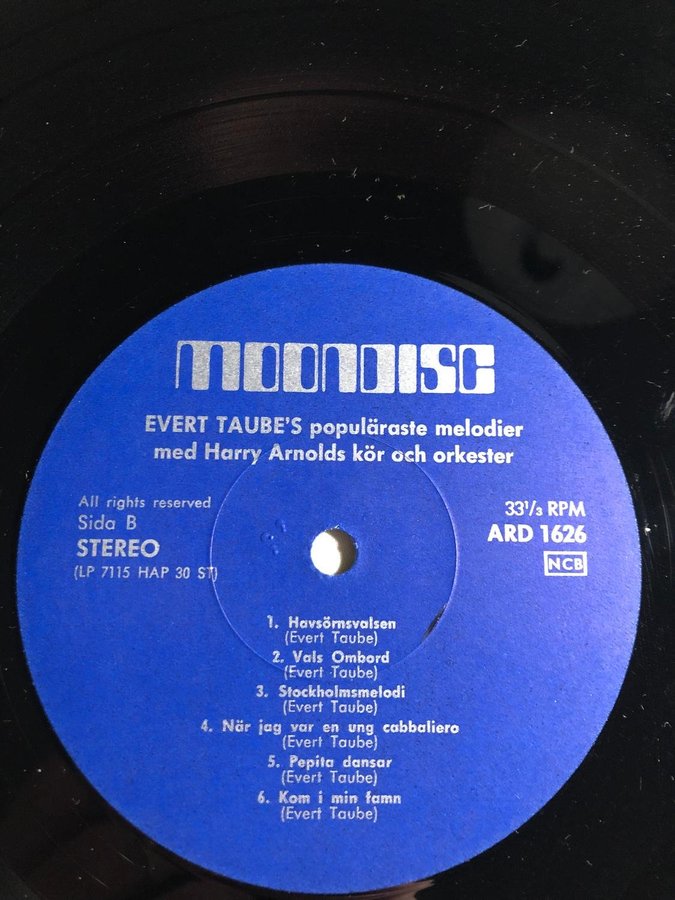 MOONDISC
EVERT TAUBE'S populäraste melodier
med Harry Arnolds kör och orkester
All rights reserved
Sida B
STEREO
(LP 7115 HAP 30 ST)
33 1/3 RPM
ARD 1626
NCB
1. Havsörnsvalsen
(Evert Taube)
2. Vals Ombord
(Evert Taube)
3. Stockholmsmelodi
(Evert Taube)
4. När jag var en ung cabbaliero
(Evert Taube)
5. Pepita dansar
(Evert Taube)
6. Kom i min famn
(Evert Taube)